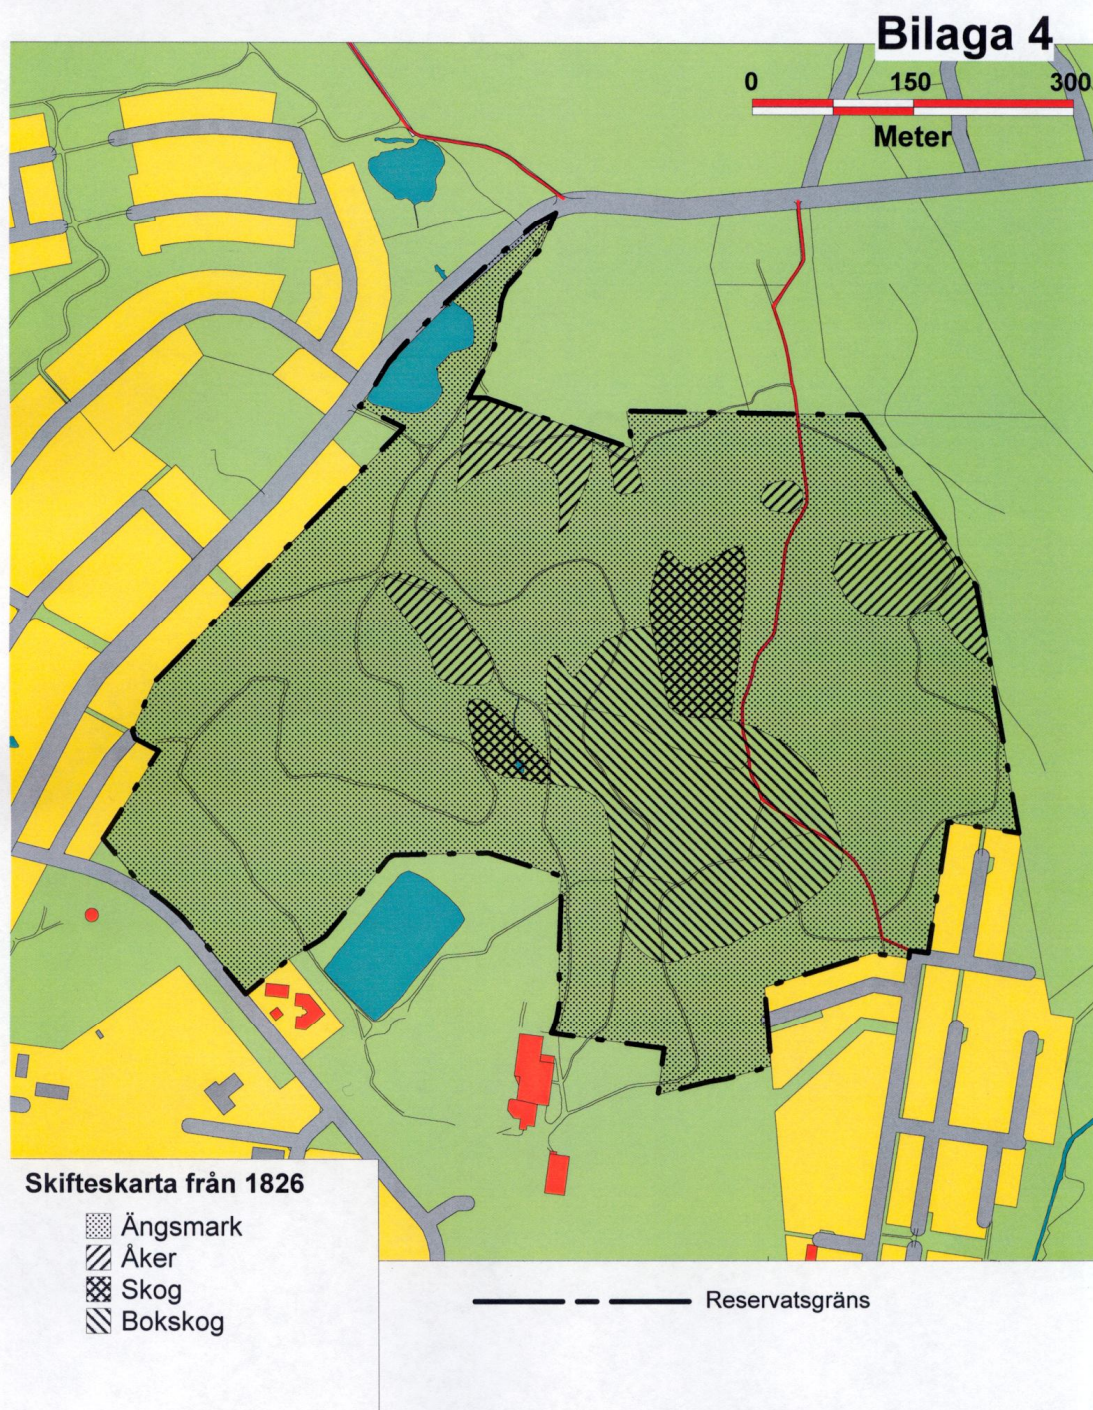 Bilaga 4
0 150 300
Meter
Skifteskarta från 1826
Ängsmark
Åker
Skog
Bokskog
Reservatsgräns